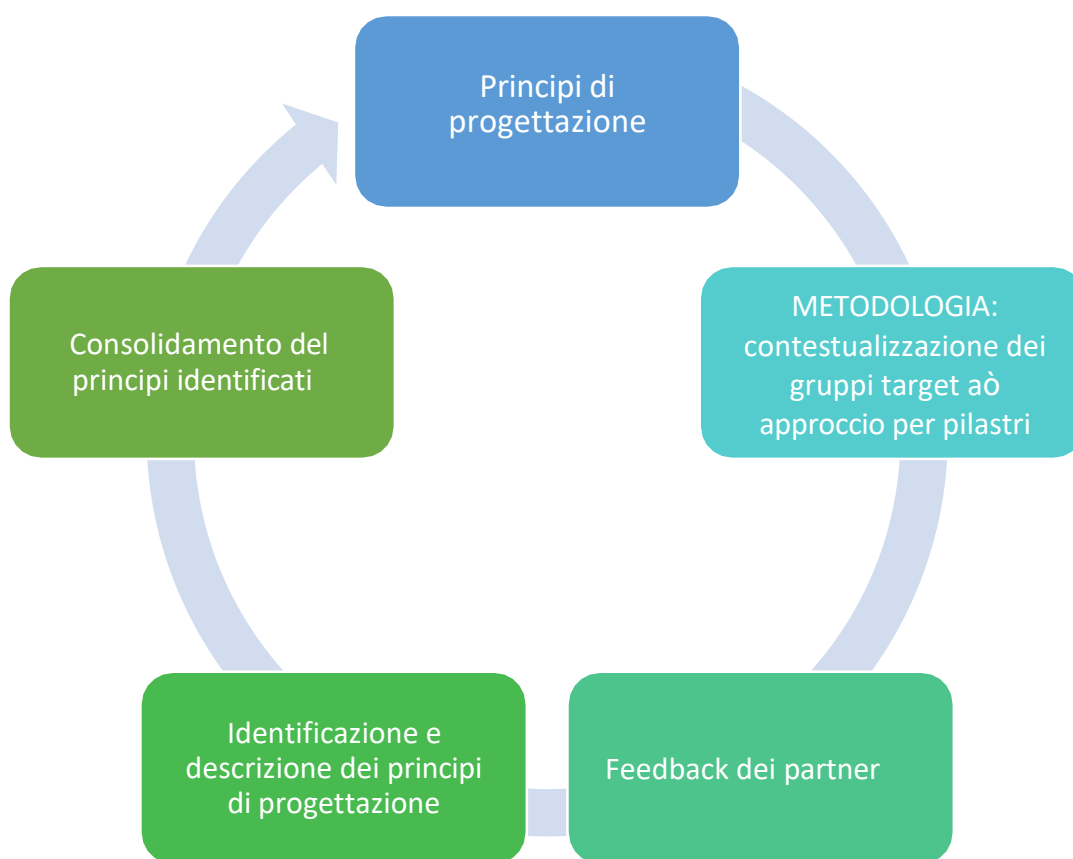 Principi di
progettazione
METODOLOGIA:
contestualizzazione dei
gruppi target aò
approccio per pilastri
Feedback dei partner
Identificazione e
descrizione dei principi
di progettazione
Consolidamento del
principi identificati